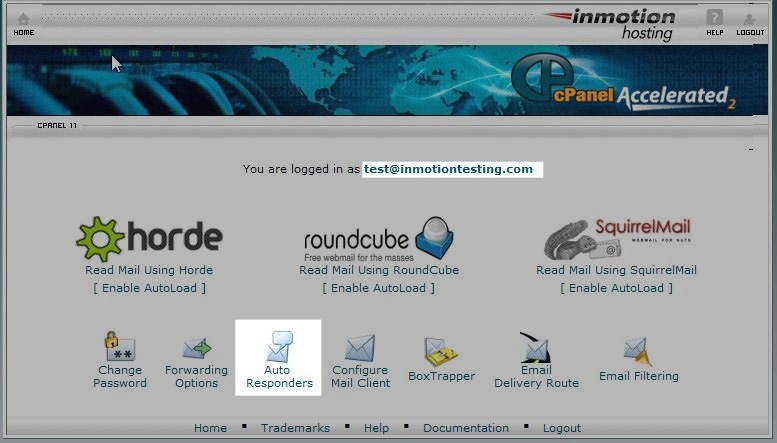 inmotion
hosting
HOME
HELP
LOGOUT
cPanel Accelerated2
CPANEL 11
You are logged in as test@inmotiontesting.com
horde
roundcube
Free webmail for the masses
SquirrelMail
WEBMAIL FOR NUTS
Read Mail Using Horde
Read Mail Using RoundCube
Read Mail Using SquirrelMail
[ Enable AutoLoad ]
[ Enable AutoLoad ]
[ Enable AutoLoad ]
Change
Password
Forwarding
Options
Auto
Responders
Configure
Mail Client
BoxTrapper
Email
Delivery Route
Email Filtering
Home ▪ Trademarks ▪ Help ▪ Documentation ▪ Logout